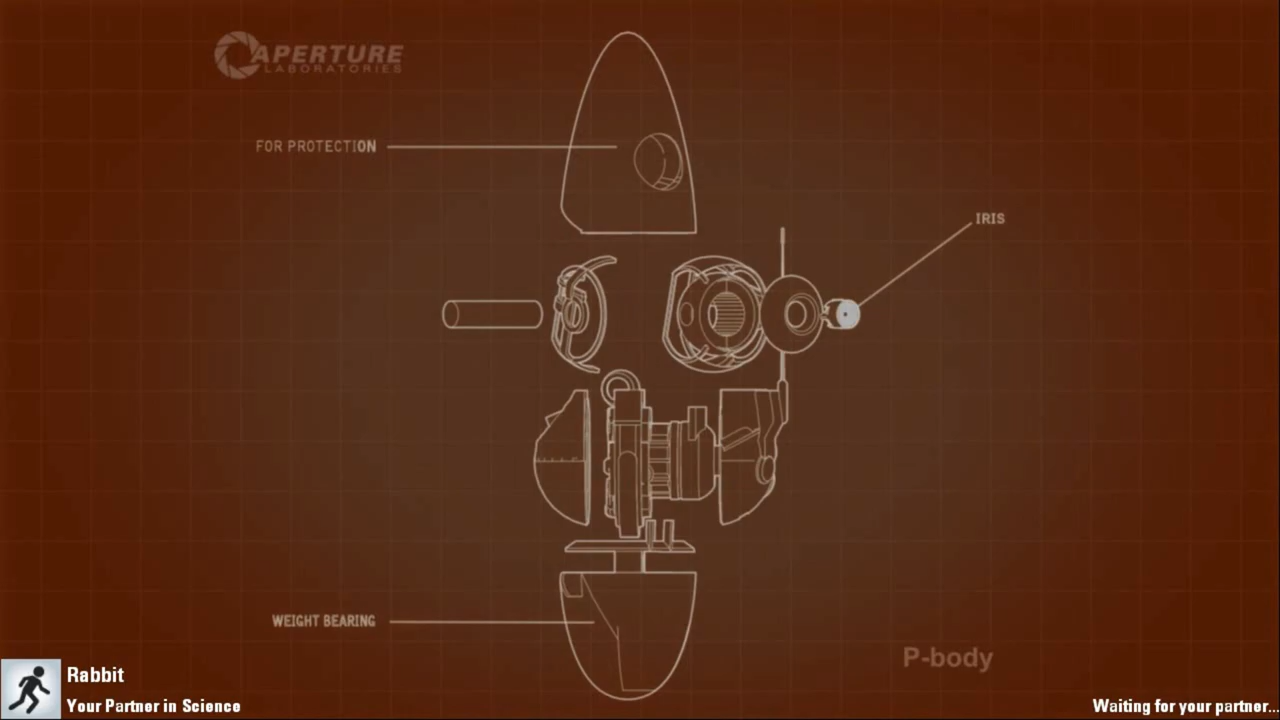 APERTURE
LABORATORIES
FOR PROTECTION
IRIS
WEIGHT BEARING
P-body
Rabbit
Your Partner in Science
Waiting for your partner...